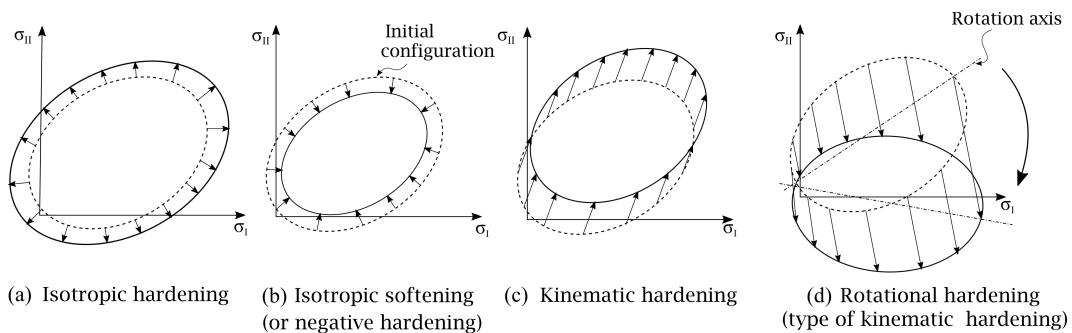 σII
σI
(a) Isotropic hardening
σII
Initial
configuration
σI
(b) Isotropic softening
(or negative hardening)
σII
σI
(c) Kinematic hardening
σII
Rotation axis
σI
(d) Rotational hardening
(type of kinematic hardening)